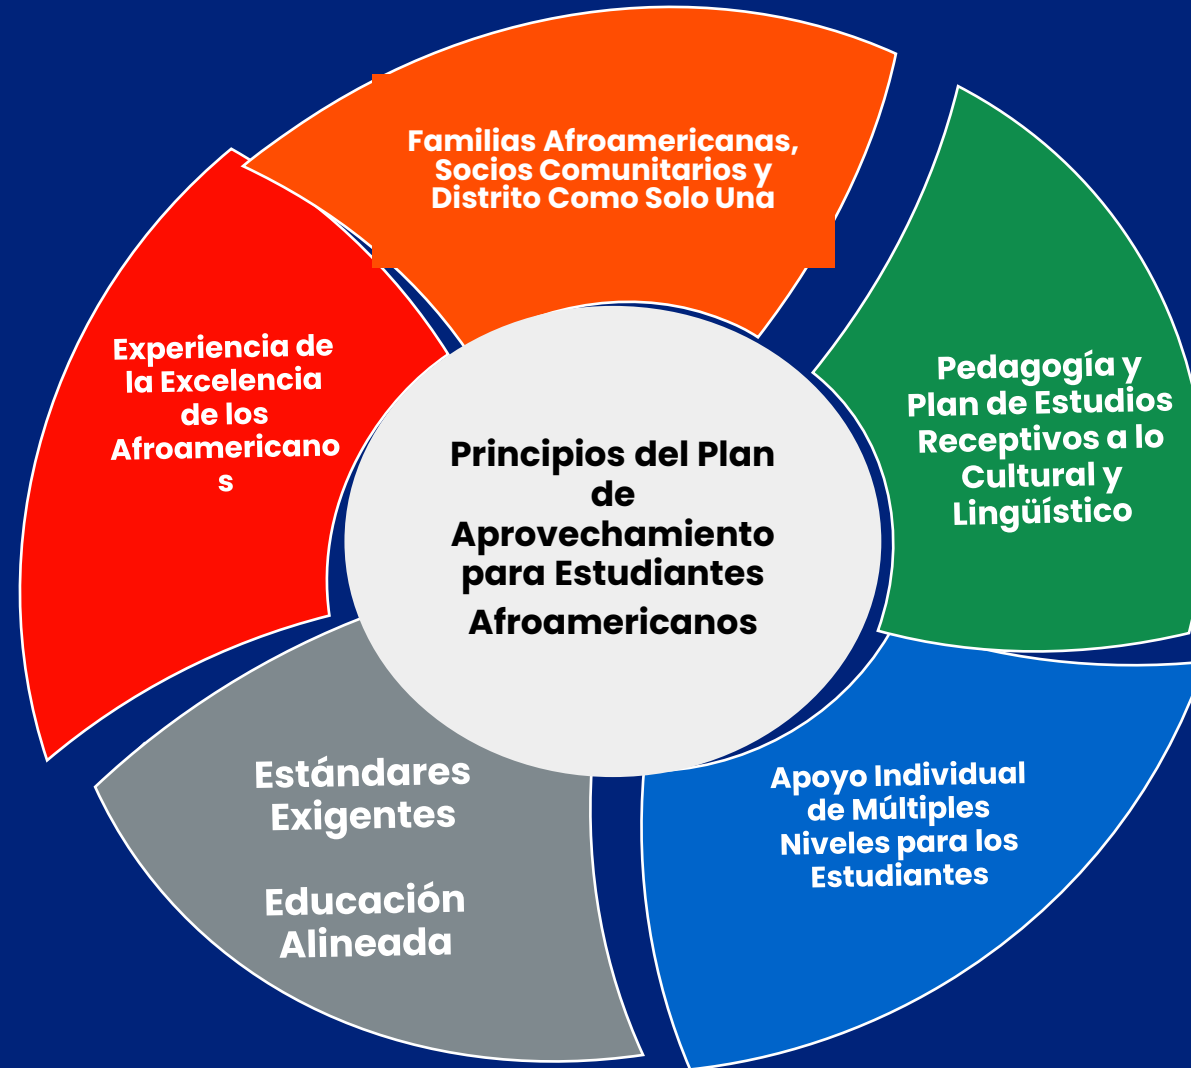 Familias Afroamericanas,
Socios Comunitarios y
Distrito Como Solo Una
Experiencia de
la Excelencia
de los
Afroamericano
s
Pedagogía y
Plan de Estudios
Receptivos a lo
Cultural y
Lingüístico
Principios del Plan
de
Aprovechamiento
para Estudiantes
Afroamericanos
Estándares
Exigentes
Educación
Alineada
Apoyo Individual
de Múltiples
Niveles para los
Estudiantes